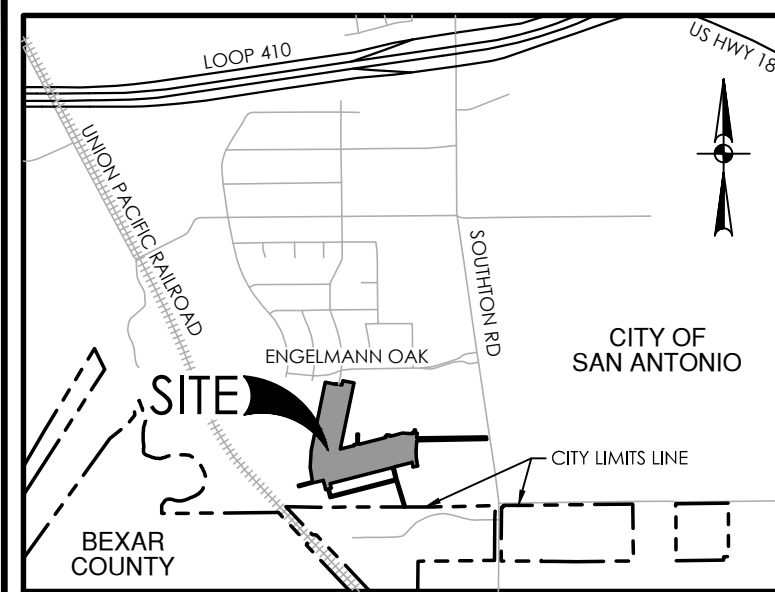 LOOP 410
US HWY 18
UNION PACIFIC RAILROAD
SOUTHTON RD
CITY OF
SAN ANTONIO
ENGELMANN OAK
SITE
CITY LIMITS LINE
BEXAR
COUNTY